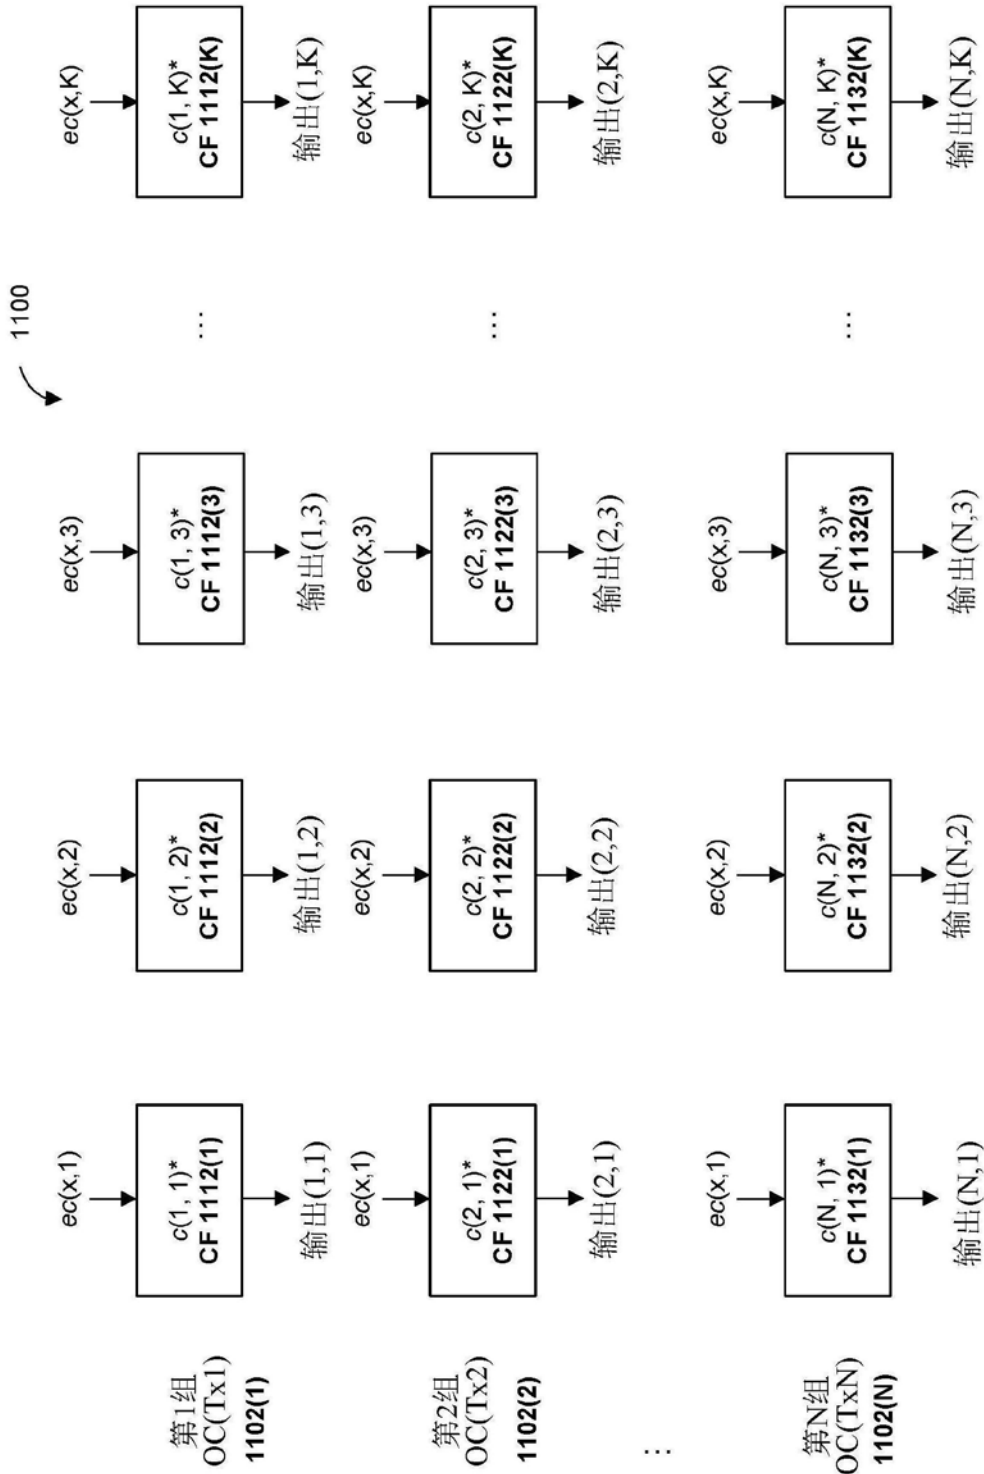 1100
ec(x,1)
ec(x,2)
ec(x,3)
ec(x,K)
第1组
OC(Tx1)
1102(1)
c(1, 1)*
CF 1112(1)
c(1, 2)*
CF 1112(2)
c(1, 3)*
CF 1112(3)
...
c(1, K)*
CF 1112(K)
输出(1,1)
输出(1,2)
输出(1,3)
输出(1,K)
ec(x,1)
ec(x,2)
ec(x,3)
ec(x,K)
第2组
OC(Tx2)
1102(2)
c(2, 1)*
CF 1122(1)
c(2, 2)*
CF 1122(2)
c(2, 3)*
CF 1122(3)
...
c(2, K)*
CF 1122(K)
输出(2,1)
输出(2,2)
输出(2,3)
输出(2,K)
...
ec(x,1)
ec(x,2)
ec(x,3)
ec(x,K)
第N组
OC(TxN)
1102(N)
c(N, 1)*
CF 1132(1)
c(N, 2)*
CF 1132(2)
c(N, 3)*
CF 1132(3)
...
c(N, K)*
CF 1132(K)
输出(N,1)
输出(N,2)
输出(N,3)
输出(N,K)